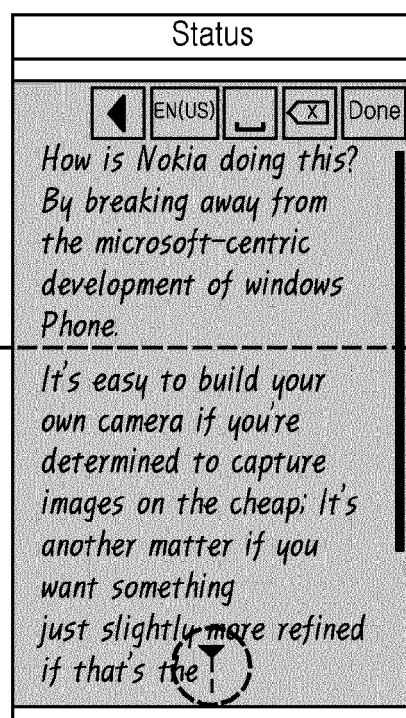 Status
EN(US) X Done
How is Nokia doing this?
By breaking away from
the microsoft-centric
development of windows
Phone.
It's easy to build your
own camera if you're
determined to capture
images on the cheap; It's
another matter if you
want something
just slightly more refined
if that's the